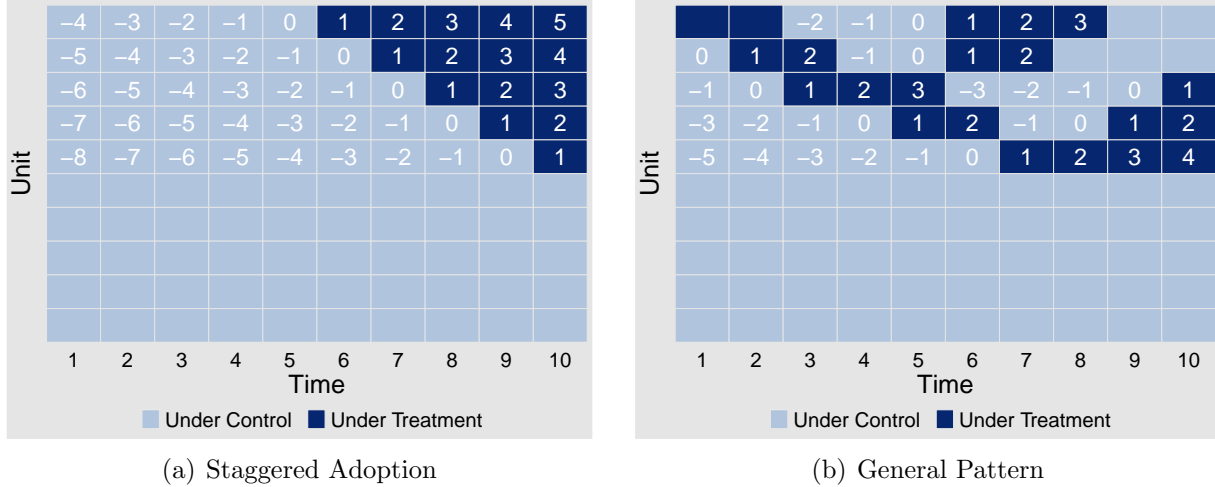 −4 −3 −2 −1 0 1 2 3 4 5
−5 −4 −3 −2 −1 0 1 2 3 4
−6 −5 −4 −3 −2 −1 0 1 2 3
−7 −6 −5 −4 −3 −2 −1 0 1 2
−8 −7 −6 −5 −4 −3 −2 −1 0 1
Unit
1 2 3 4 5 6 7 8 9 10
Time
Under Control Under Treatment
(a) Staggered Adoption
−2 −1 0 1 2 3
0 1 2 −1 0 1 2
−1 0 1 2 3 −3 −2 −1 0 1
−3 −2 −1 0 1 2 −1 0 1 2
−5 −4 −3 −2 −1 0 1 2 3 4
Unit
1 2 3 4 5 6 7 8 9 10
Time
Under Control Under Treatment
(b) General Pattern